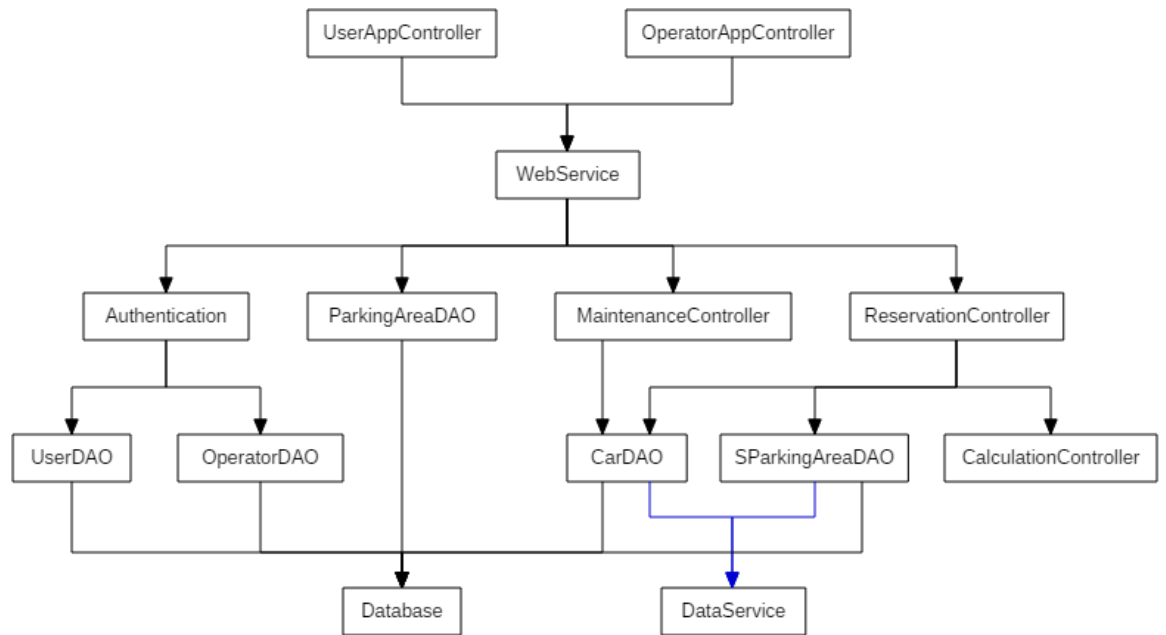 UserAppController
OperatorAppController
WebService
Authentication
ParkingAreaDAO
MaintenanceController
ReservationController
UserDAO
OperatorDAO
CarDAO
SParkingAreaDAO
CalculationController
Database
DataService